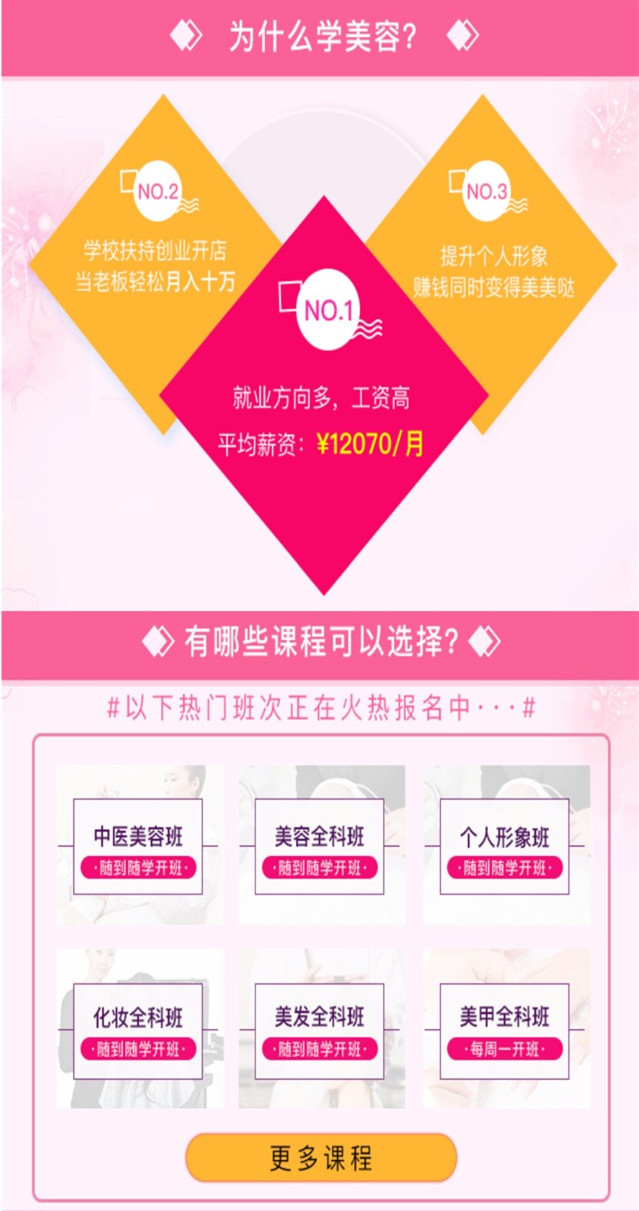 为什么学美容?
NO.2
学校扶持创业开店
当老板轻松月入十万
NO.3
提升个人形象
赚钱同时变得美美哒
NO.1
就业方向多，工资高
平均薪资：¥12070/月
有哪些课程可以选择?
#以下热门班次正在火热报名中···#
中医美容班
·随到随学开班·
美容全科班
·随到随学开班·
个人形象班
·随到随学开班·
化妆全科班
·随到随学开班·
美发全科班
·随到随学开班·
美甲全科班
·每周一开班·
更多课程